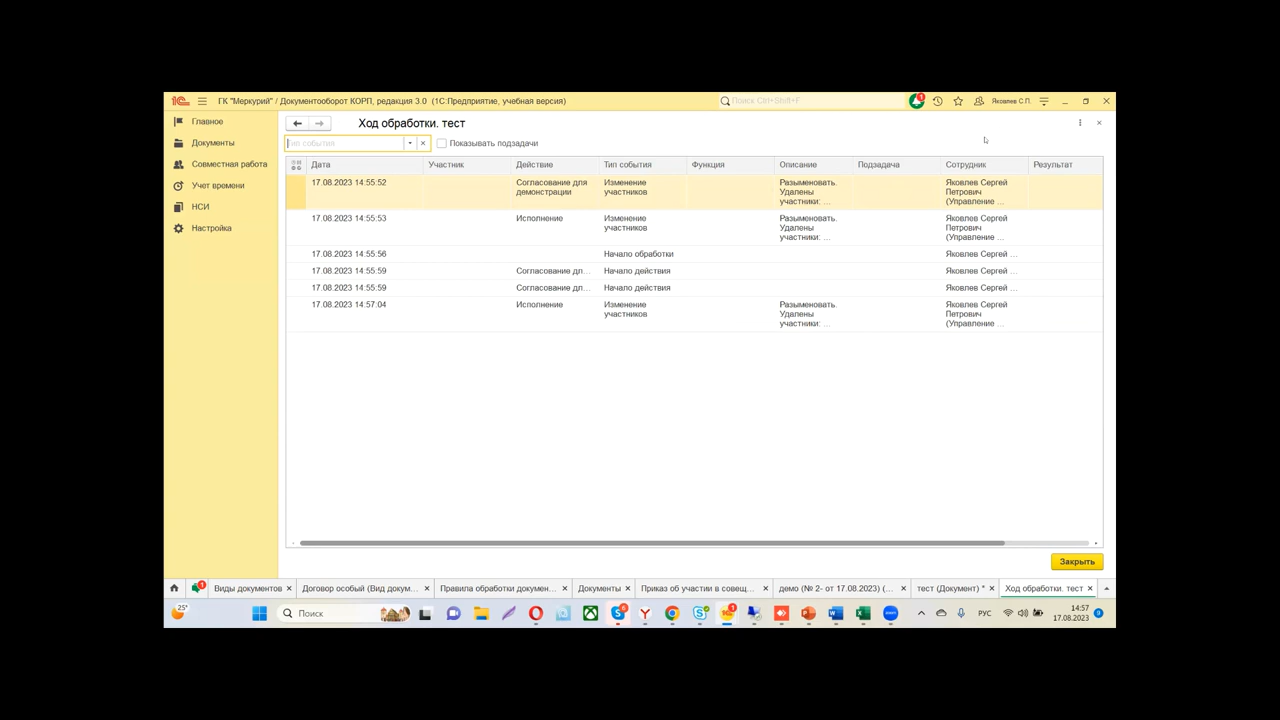 ГК "Меркурий" / Документооборот КОРП, редакция 3.0 (1С:Предприятие, учебная версия)
Поиск Ctrl+Shift+F
Яковлев С.П.
Главное
Документы
Совместная работа
Учет времени
НСИ
Настройка
Ход обработки. тест
Тип события
Показывать подзадачи
Дата Участник Действие Тип события Функция Описание Подзадача Сотрудник Результат
17.08.2023 14:55:52 Согласование для Изменение Разыменовать. Яковлев Сергей
демонстрации участников Удалены Петрович
участники: ... (Управление ...
17.08.2023 14:55:53 Исполнение Изменение Разыменовать. Яковлев Сергей
участников Удалены Петрович
участники: ... (Управление ...
17.08.2023 14:55:56 Начало обработки Яковлев Сергей ...
17.08.2023 14:55:59 Согласование дл... Начало действия Яковлев Сергей ...
17.08.2023 14:55:59 Согласование дл... Начало действия Яковлев Сергей ...
17.08.2023 14:57:04 Исполнение Изменение Разыменовать. Яковлев Сергей
участников Удалены Петрович
участники: ... (Управление ...
Закрыть
Виды документов Договор особый (Вид докум... Правила обработки докумен... Документы Приказ об участии в совещ... демо (№ 2- от 17.08.2023) (... тест (Документ) * Ход обработки. тест
25° Поиск РУС 14:57
17.08.2023